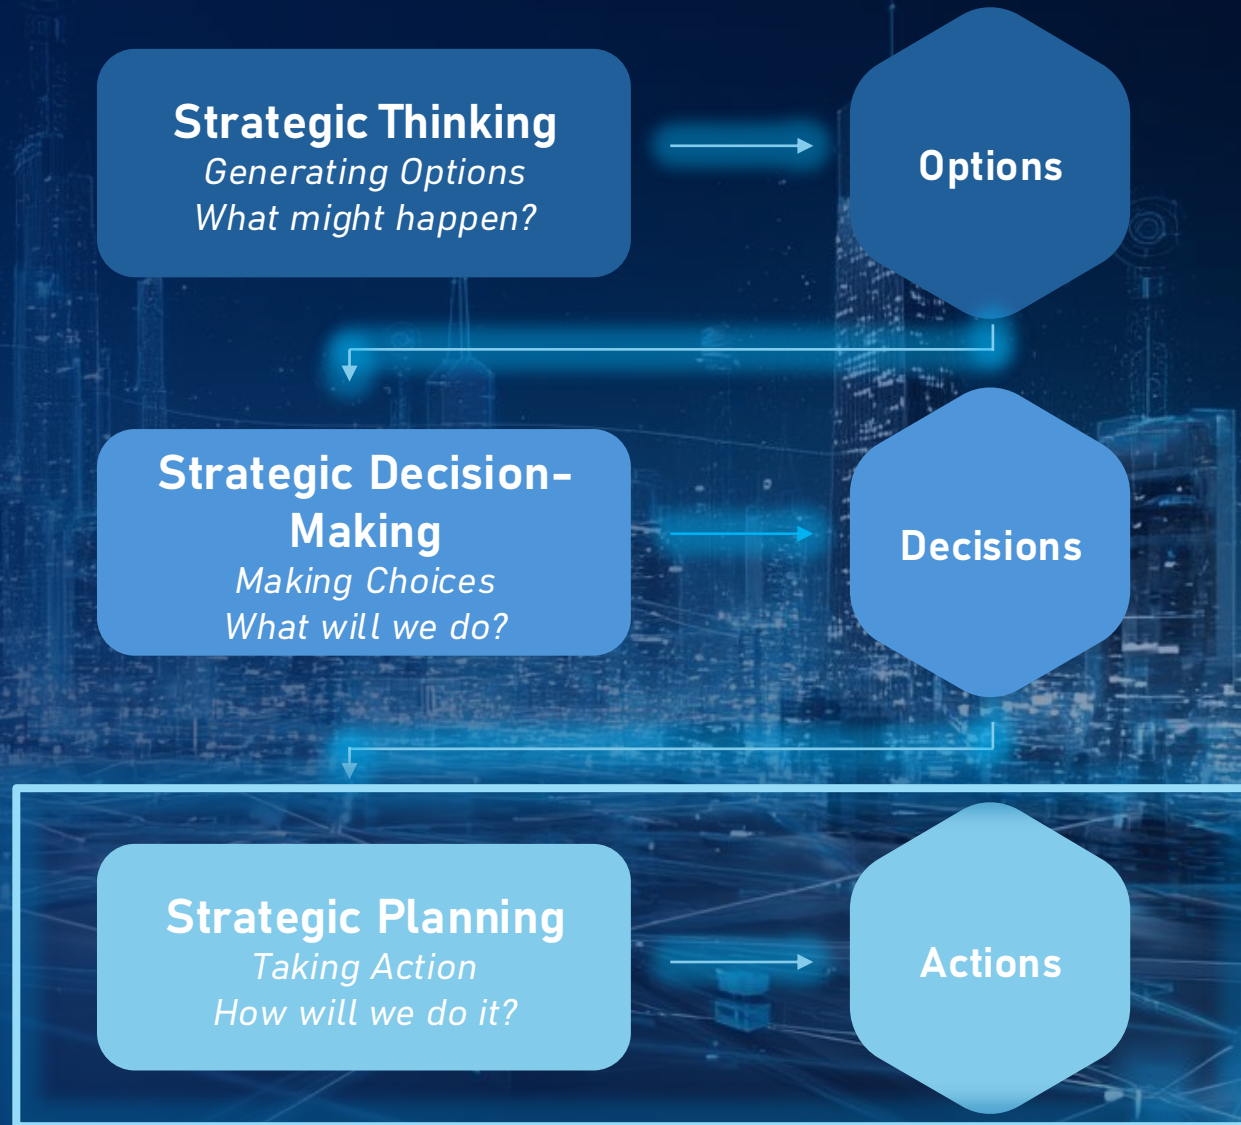 Strategic Thinking
Generating Options
What might happen?
Options
Strategic Decision-
Making
Making Choices
What will we do?
Decisions
Strategic Planning
Taking Action
How will we do it?
Actions